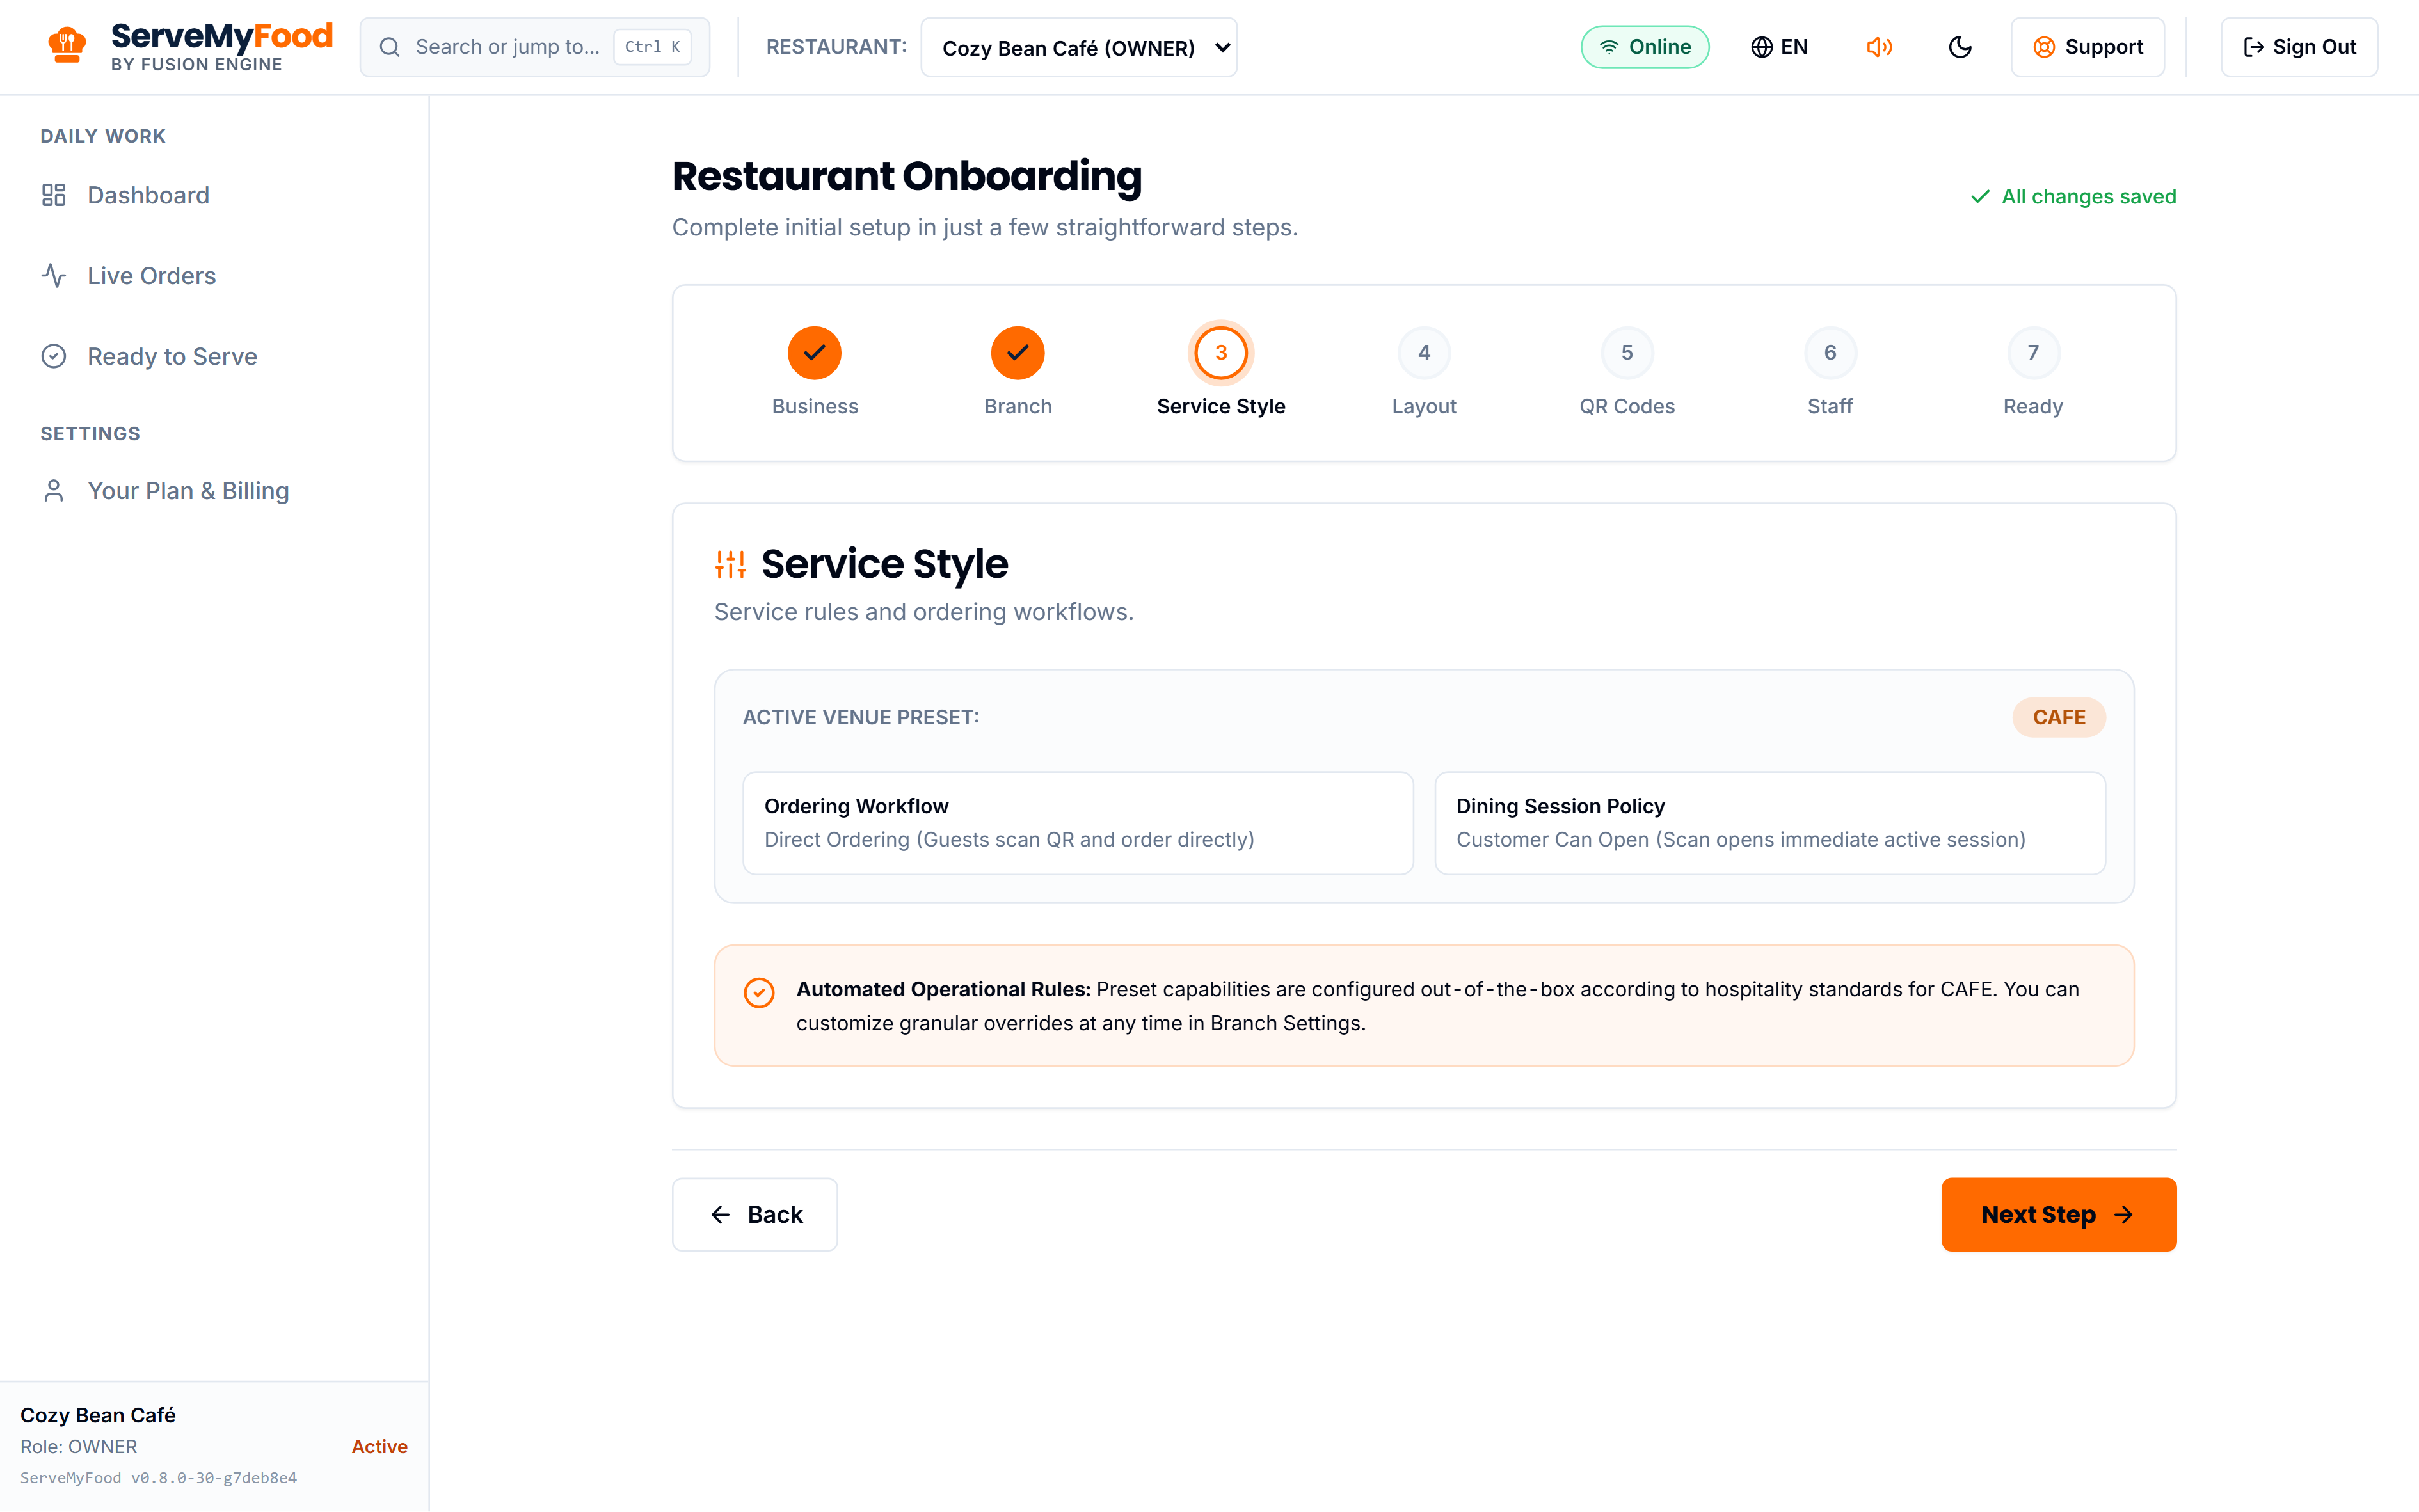 ServeMyFood
BY FUSION ENGINE
Search or jump to...
Ctrl K
RESTAURANT:
Cozy Bean Café (OWNER)
Online
EN
Support
Sign Out
DAILY WORK
Dashboard
Live Orders
Ready to Serve
SETTINGS
Your Plan & Billing
Restaurant Onboarding
Complete initial setup in just a few straightforward steps.
All changes saved
Business
Branch
3
Service Style
4
Layout
5
QR Codes
6
Staff
7
Ready
Service Style
Service rules and ordering workflows.
ACTIVE VENUE PRESET:
CAFE
Ordering Workflow
Direct Ordering (Guests scan QR and order directly)
Dining Session Policy
Customer Can Open (Scan opens immediate active session)
Automated Operational Rules: Preset capabilities are configured out-of-the-box according to hospitality standards for CAFE. You can
customize granular overrides at any time in Branch Settings.
Back
Next Step
Cozy Bean Café
Role: OWNER
Active
ServeMyFood v0.8.0-30-g7deb8e4